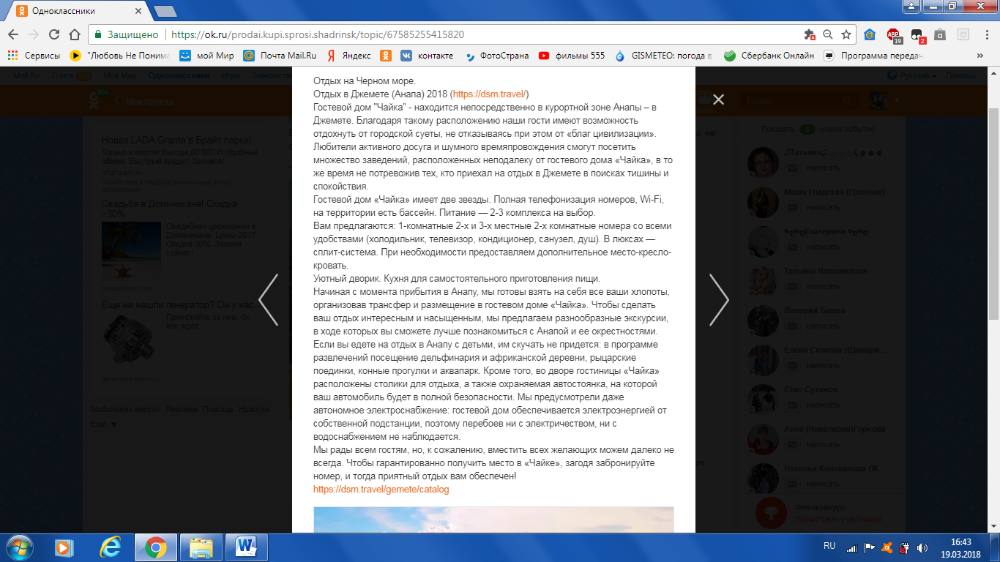 Одноклассники
Защищено
https://ok.ru/prodai.kupi.sprosi.shadrinsk/topic/67585255415820
19
2
Сервисы
"Любовь Не Понима
мой Мир
Почта Mail.Ru
Яндекс
контакте
ФотоСтрана
фильмы 555
GISMETEO: погода в
Сбербанк Онлайн
Программа передач
»
Mail.Ru
Почта
Мой Мир
Одноклассники
Игры
Знакомств
Русский
Помощь
Мои группы
Поиск
Новая LADA Granta в Брайт парке!
Только в марте! Выгода 80 000 Р! Удобный
обмен. Быстрый кредит. Звоните!
brightpark.ru
Содействие в подборе финансовых услуг/
организаций
Свадьба в Доминикане! Скидка
−30%
Свадебная церемония в
Доминикане. Цены 2017.
Скидка 30%. Закажи
сейчас!
Еще не нашли генератор? Он у нас
Приезжайте за ним, он
вас ждет
Мобильная версия
Реклама
Помощь
Новости
Ещё ▼
Отдых на Черном море.
Отдых в Джемете (Анапа) 2018 (https://dsm.travel/)
Гостевой дом "Чайка" - находится непосредственно в курортной зоне Анапы – в
Джемете. Благодаря такому расположению наши гости имеют возможность
отдохнуть от городской суеты, не отказываясь при этом от «благ цивилизации».
Любители активного досуга и шумного времяпровождения смогут посетить
множество заведений, расположенных неподалеку от гостевого дома «Чайка», в то
же время не потревожив тех, кто приехал на отдых в Джемете в поисках тишины и
спокойствия.
Гостевой дом «Чайка» имеет две звезды. Полная телефонизация номеров, Wi-Fi,
на территории есть бассейн. Питание — 2-3 комплекса на выбор.
Вам предлагаются: 1-комнатные 2-х и 3-х местные 2-х комнатные номера со всеми
удобствами (холодильник, телевизор, кондиционер, санузел, душ). В люксах —
сплит-система. При необходимости предоставляем дополнительное место-кресло-
кровать.
Уютный дворик. Кухня для самостоятельного приготовления пищи.
Начиная с момента прибытия в Анапу, мы готовы взять на себя все ваши хлопоты,
организовав трансфер и размещение в гостевом доме «Чайка». Чтобы сделать
ваш отдых интересным и насыщенным, мы предлагаем разнообразные экскурсии,
в ходе которых вы сможете лучше познакомиться с Анапой и ее окрестностями.
Если вы едете на отдых в Анапу с детьми, им скучать не придется: в программе
развлечений посещение дельфинария и африканской деревни, рыцарские
поединки, конные прогулки и аквапарк. Кроме того, во дворе гостиницы «Чайка»
расположены столики для отдыха, а также охраняемая автостоянка, на которой
ваш автомобиль будет в полной безопасности. Мы предусмотрели даже
автономное электроснабжение: гостевой дом обеспечивается электроэнергией от
собственной подстанции, поэтому перебоев ни с электричеством, ни с
водоснабжением не наблюдается.
Мы рады всем гостям, но, к сожалению, вместить всех желающих можем далеко не
всегда. Чтобы гарантированно получить место в «Чайке», загодя забронируйте
номер, и тогда приятный отдых вам обеспечен!
https://dsm.travel/gemete/catalog
Показать 1 новое событие
Татьяна
написать
Маша Гладская (Грязных)
написать
Екатерина
написать
Татьяна Новожилова
написать
Валерий Башта
написать
Елена Скокова (Шамари...
написать
Стас Суханов
написать
Анна (Напалкова)Горнова
написать
Наталья Коновалова (Ж...
написать
Фотоконкурс
Посмотреть участников
RU
16:43
19.03.2018